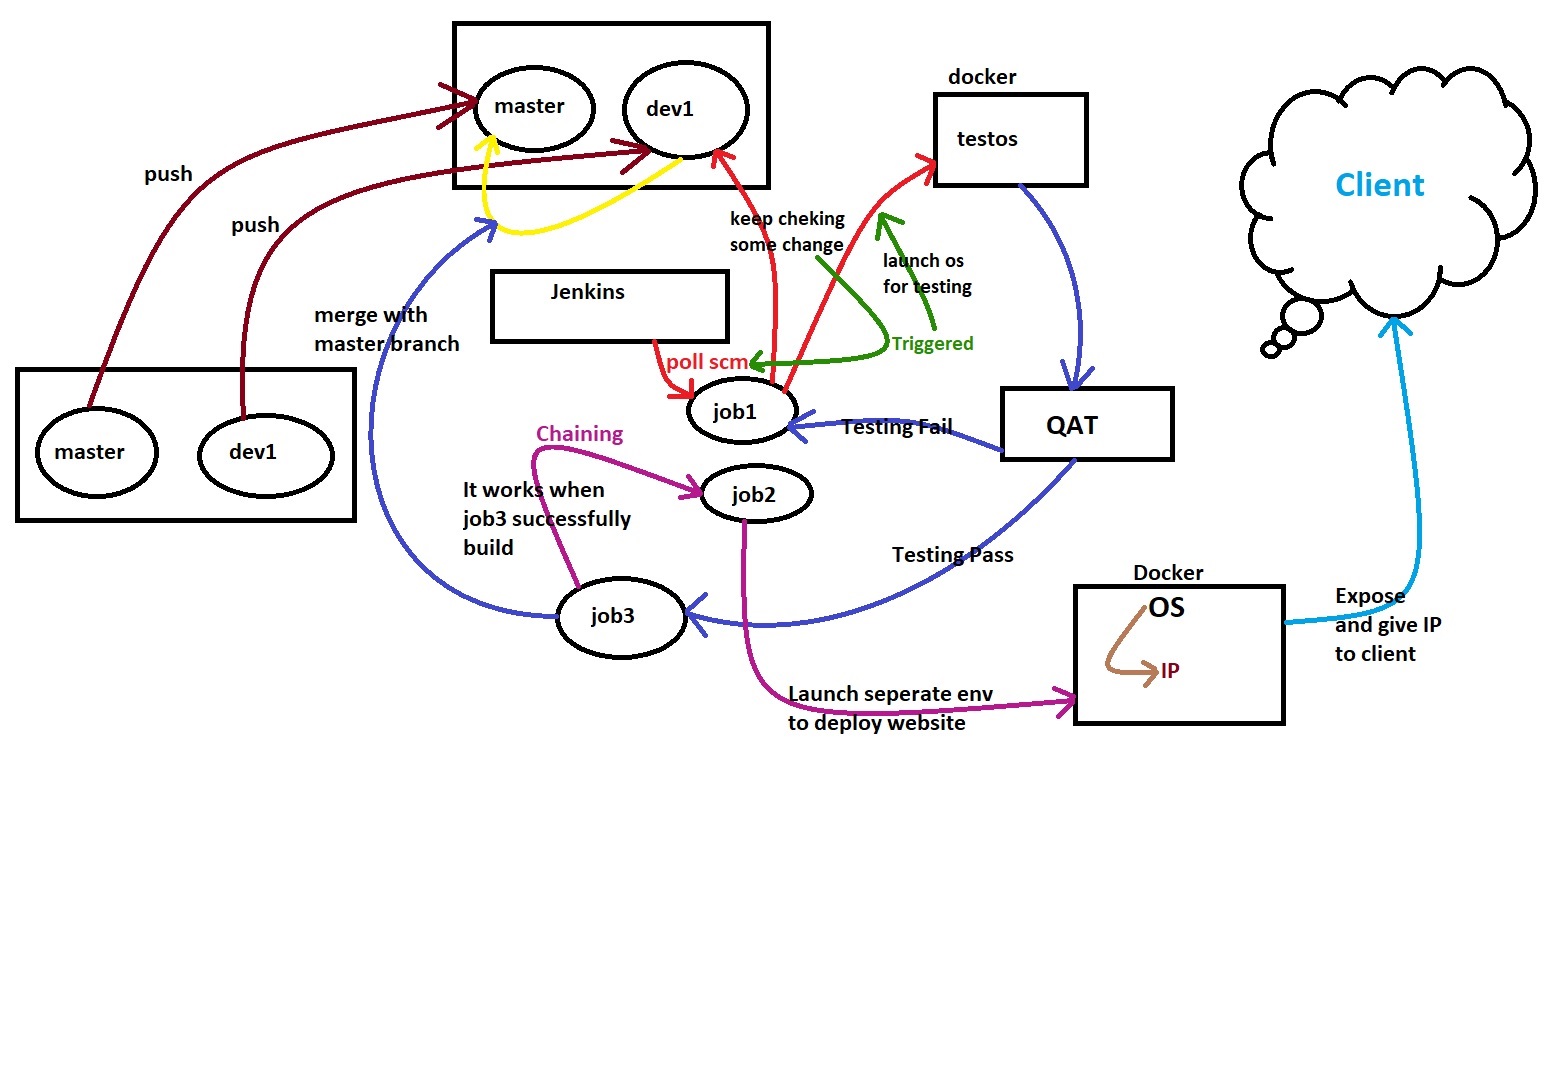 master
dev1
docker
testos
Client
push
push
keep cheking
some change
launch os
for testing
Jenkins
merge with
master branch
Triggered
poll scm
job1
Testing Fail
QAT
master
dev1
Chaining
job2
It works when
job3 successfully
build
Testing Pass
job3
Docker
OS
IP
Expose
and give IP
to client
Launch seperate env
to deploy website